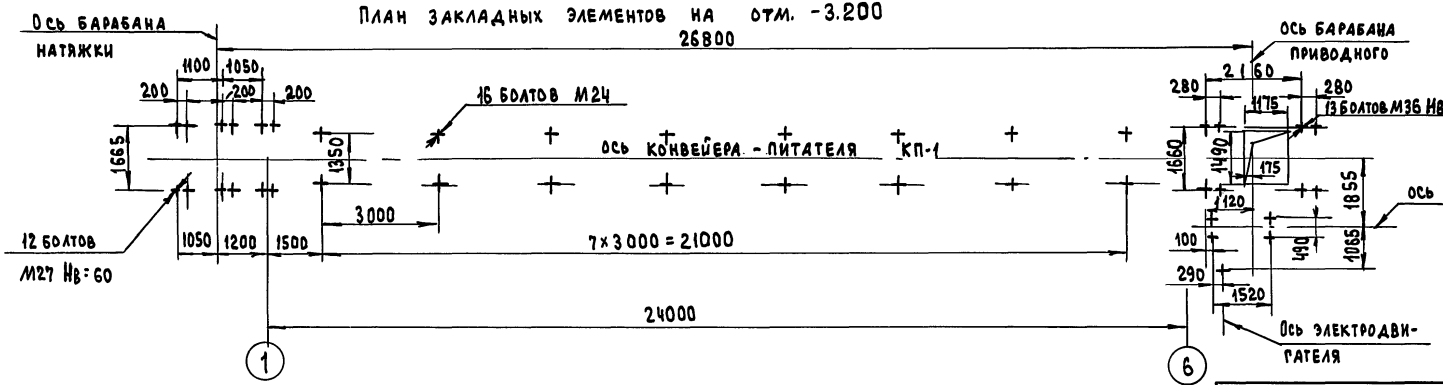 План закладных элементов на отм. -3.200
Ось барабана
натяжки
26800
Ось барабана
приводного
1100 1050
2160
200 200 200
16 болтов М24
280 280
1175
13 болтов М36 Нв
1665
1350
Ось конвейера - питателя КП-1
1660
1490
175
1855
ось
3000
1120
12 болтов
М27 Нв=60
1050 1200 1500
7×3000=21000
100
490
1065
290
1520
24000
Ось электродви-
гателя
1
6